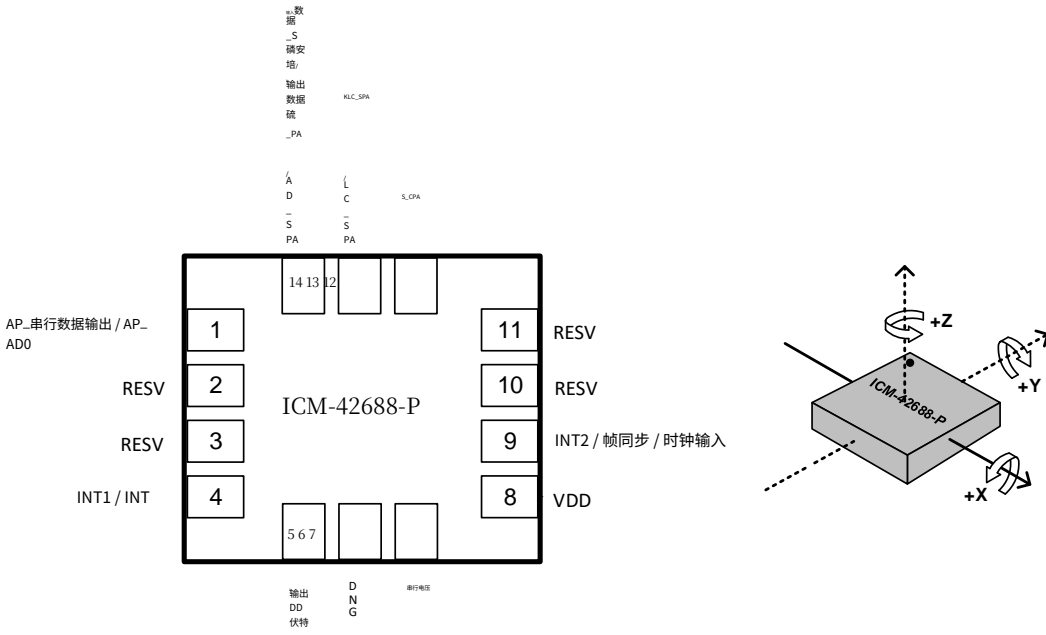 输入数
据
_S
磷安
培/
输出
数据
硫
_PA
/
A
D
_
S
PA
KLC_SPA
/
L
C
_
S
PA
S_CPA
14 13 12
AP_串行数据输出 / AP_
AD0
1
11
RESV
RESV
2
10
RESV
ICM-42688-P
RESV
3
9
INT2 / 帧同步 / 时钟输入
INT1 / INT
4
8
VDD
5 6 7
输出
DD
伏特
D
N
G
串行电压
+Z
+Y
ICM-42688-P
+X